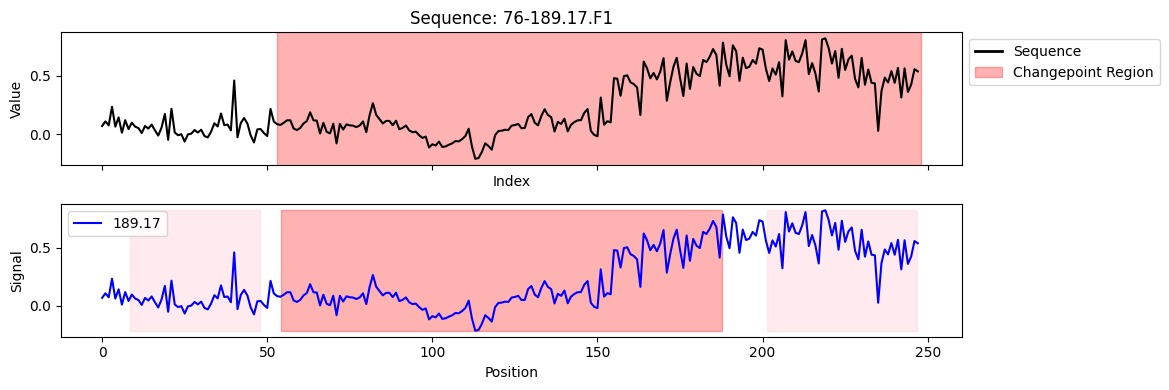 Sequence: 76-189.17.F1
Value
0.5
0.0
Index
Sequence
Changepoint Region
Signal
0.5
0.0
189.17
0
50
100
150
200
250
Position